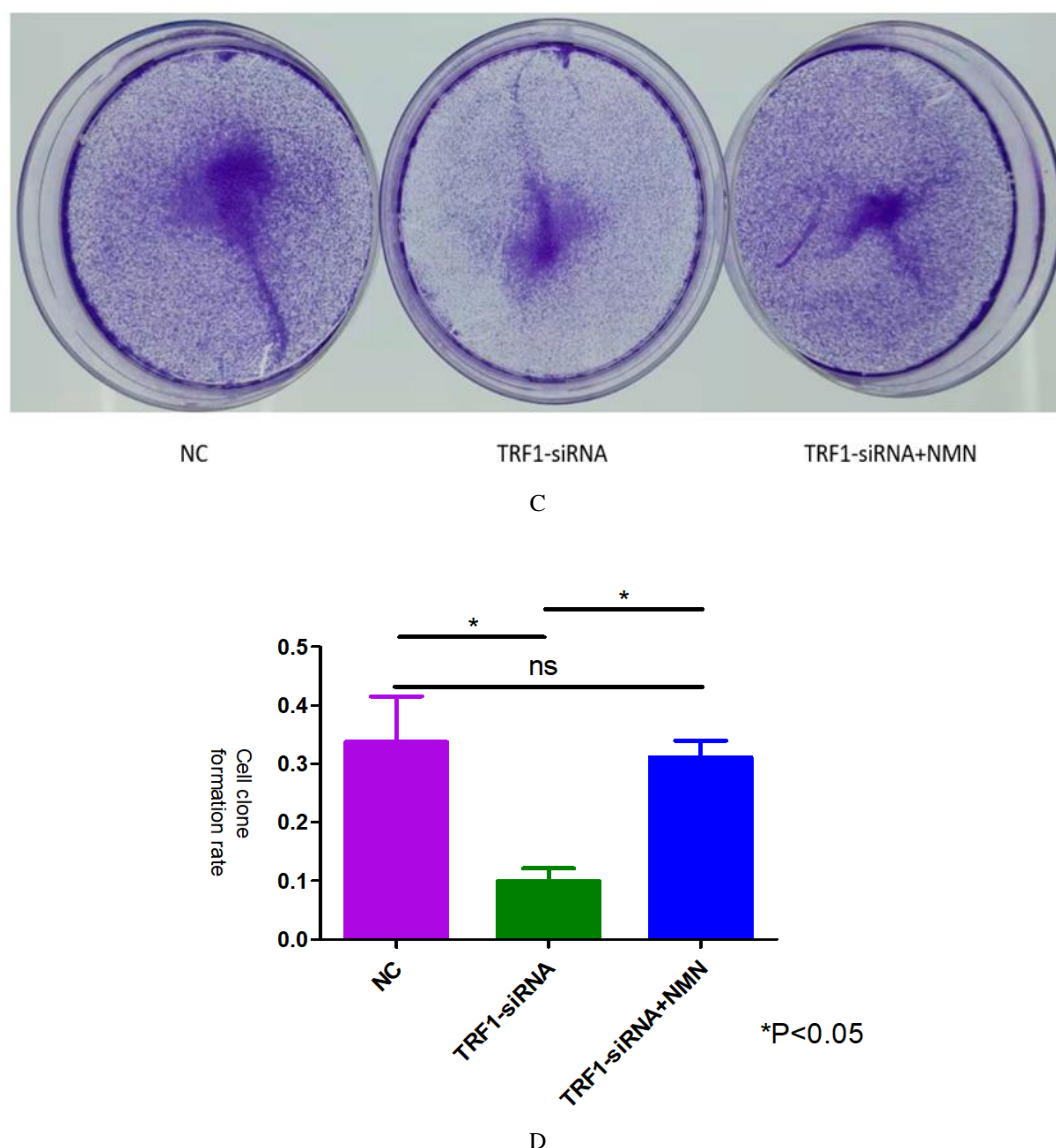 NC
TRF1-siRNA
TRF1-siRNA+NMN
C
*
*
ns
0.5
0.4
0.3
0.2
0.1
0.0
Cell clone
formation rate
NC
TRF1-siRNA
TRF1-siRNA+NMN
*P<0.05
D